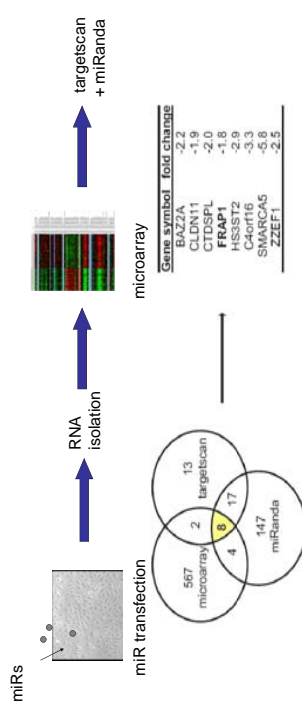 miRs
miR transfection
RNA
isolation
microarray
targetscan
+ miRanda
567
microarray
2
13
targetscan
8
4
17
147
miRanda
Gene symbol fold change
BAZ2A -2.2
CLDN11 -1.9
CTDSPL -2.0
FRAP1 -1.8
HS3ST2 -2.9
C4orf16 -3.3
SMARCA5 -5.8
ZZEF1 -2.5